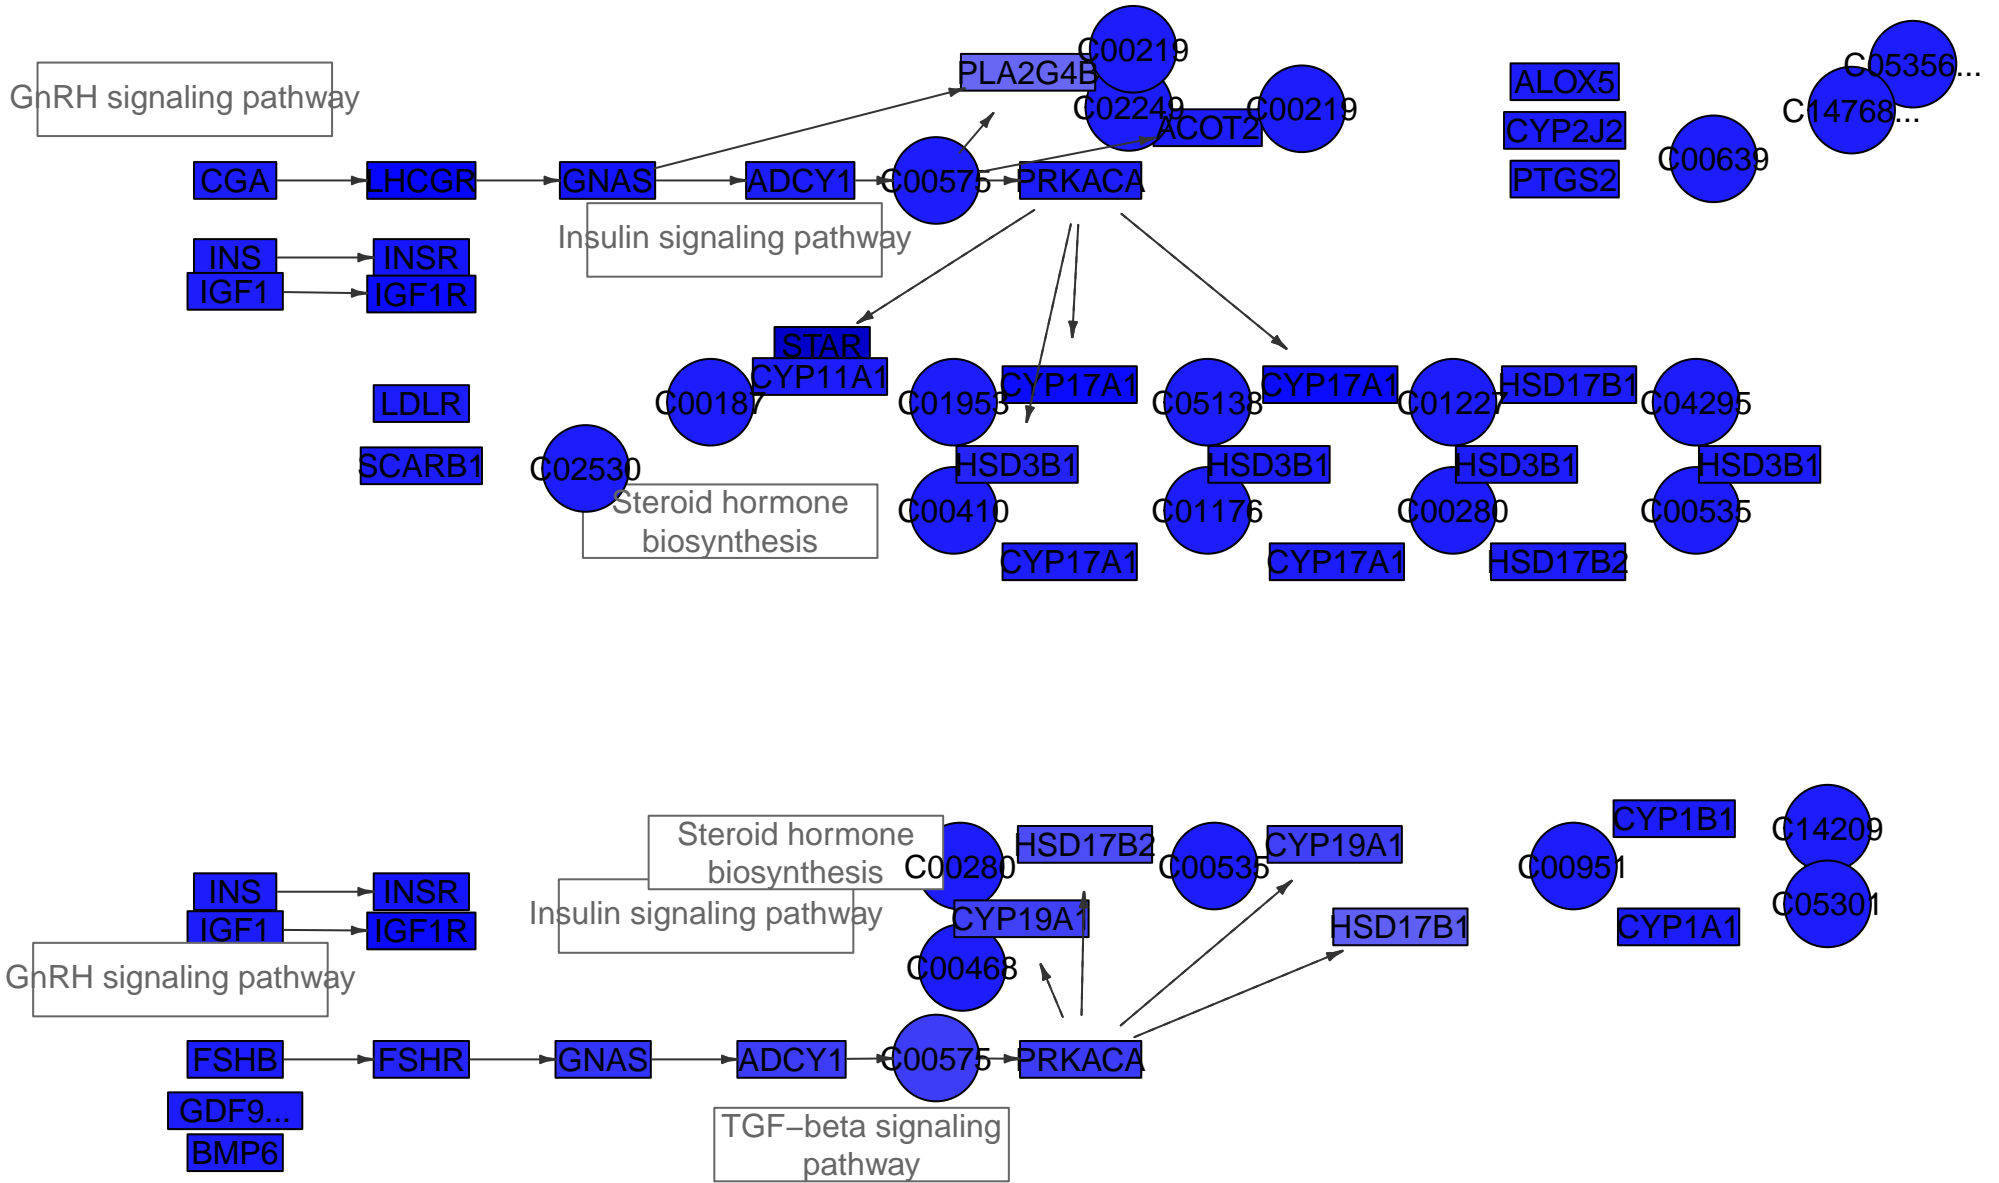 C00219
C05356...
PLA2G4B
ALOX5
GnRH signaling pathway
C02249
C00219
C14768...
ACOT2
CYP2J2
C00639
CGA
LHCGR
GNAS
ADCY1
C00575
PRKACA
PTGS2
Insulin signaling pathway
INS
INSR
IGF1
IGF1R
STAR
CYP11A1
CYP17A1
CYP17A1
HSD17B1
LDLR
C00187
C01953
C05138
C01227
C04295
SCARB1
C02530
HSD3B1
HSD3B1
HSD3B1
HSD3B1
Steroid hormone
biosynthesis
C00410
C01176
C00280
C00535
CYP17A1
CYP17A1
HSD17B2
Steroid hormone
biosynthesis
C00280
HSD17B2
C00535
CYP19A1
C00951
CYP1B1
C14209
INS
INSR
C05301
Insulin signaling pathway
CYP19A1
IGF1
IGF1R
HSD17B1
CYP1A1
GnRH signaling pathway
C00468
FSHB
FSHR
GNAS
ADCY1
C00575
PRKACA
GDF9...
TGF−beta signaling
pathway
BMP6